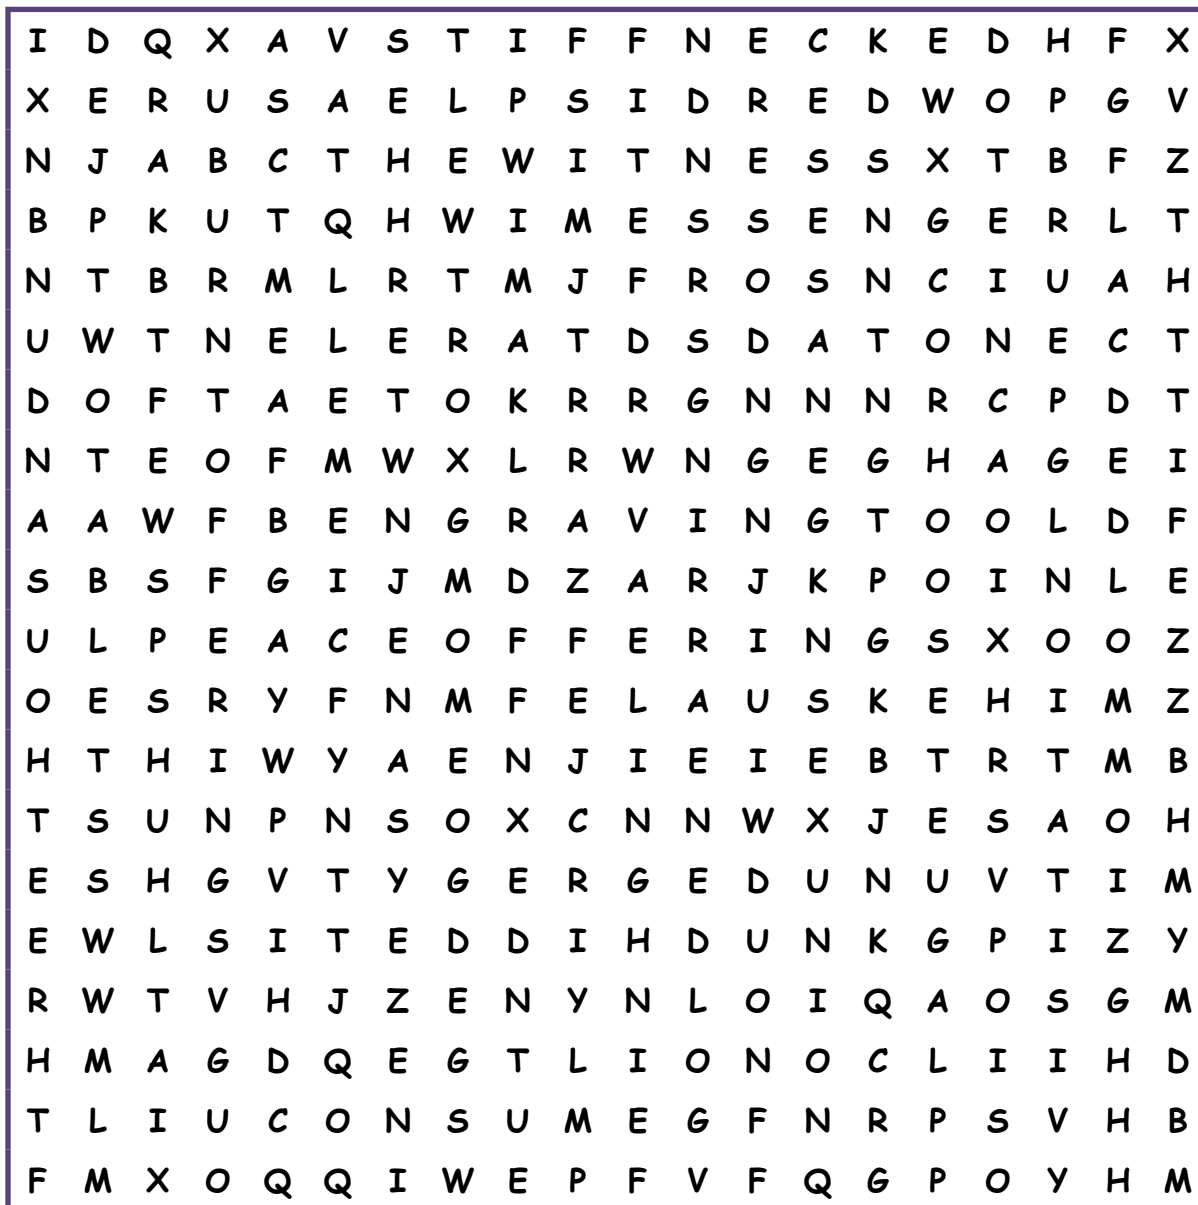 I D Q X A V S T I F F N E C K E D H F X
X E R U S A E L P S I D R E D W O P G V
N J A B C T H E W I T N E S S X T B F Z
B P K U T Q H W I M E S S E N G E R L T
N T B R M L R T M J F R O S N C I U A H
U W T N E L E R A T D S D A T O N E C T
D O F T A E T O K R R G N N N R C P D T
N T E O F M W X L R W N G E G H A G E I
A A W F B E N G R A V I N G T O O L D F
S B S F G I J M D Z A R J K P O I N L E
U L P E A C E O F F E R I N G S X O O Z
O E S R Y F N M F E L A U S K E H I M Z
H T H I W Y A E N J I E I E B T R T M B
T S U N P N S O X C N N W X J E S A O H
E S H G V T Y G E R G E D U N U V T I M
E W L S I T E D D I H D U N K G P I Z Y
R W T V H J Z E N Y N L O I Q A O S G M
H M A G D Q E G T L I O N O C L I I H D
T L I U C O N S U M E G F N R P S V H B
F M X O Q Q I W E P F V F Q G P O Y H M